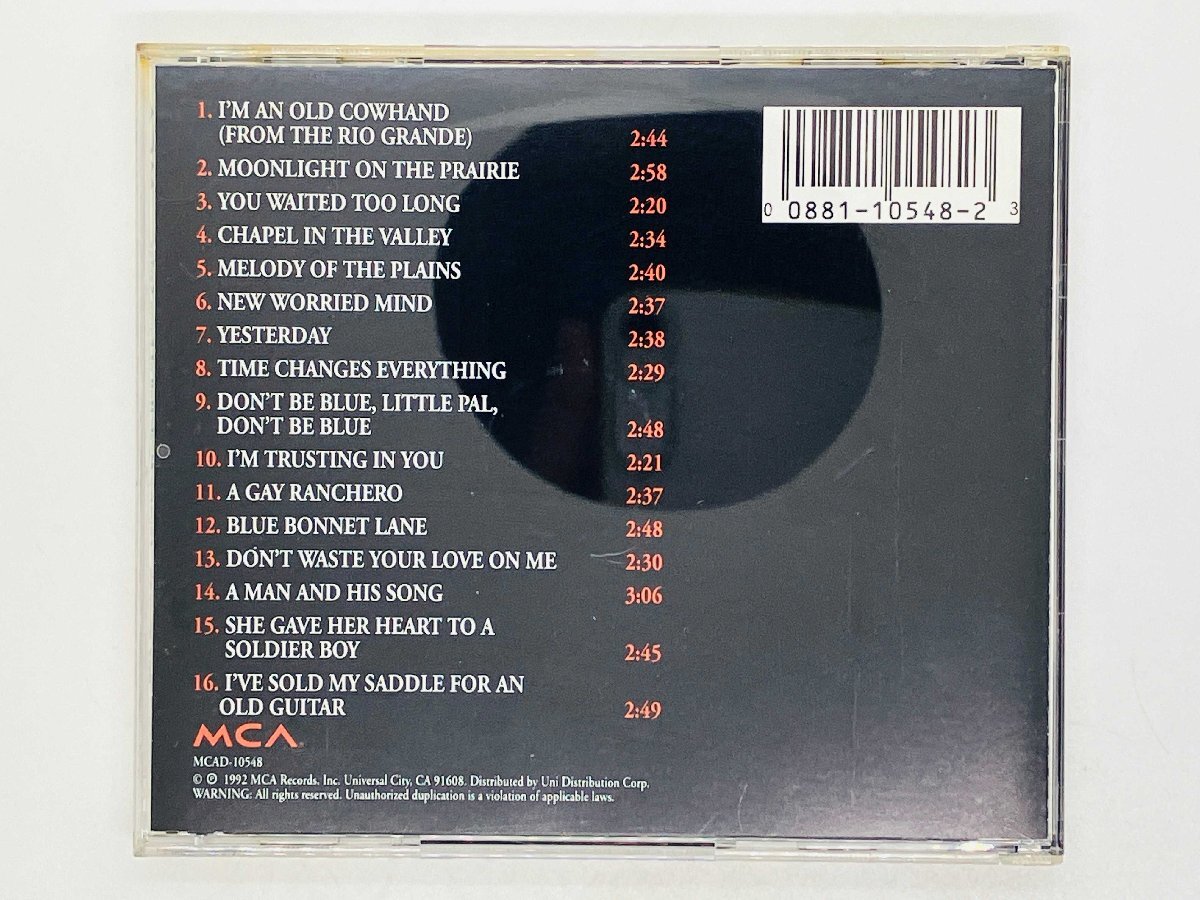 1. I'M AN OLD COWHAND
(FROM THE RIO GRANDE) 2:44
2. MOONLIGHT ON THE PRAIRIE 2:58
3. YOU WAITED TOO LONG 2:20
4. CHAPEL IN THE VALLEY 2:34
5. MELODY OF THE PLAINS 2:40
6. NEW WORRIED MIND 2:37
7. YESTERDAY 2:38
8. TIME CHANGES EVERYTHING 2:29
9. DON'T BE BLUE, LITTLE PAL,
DON'T BE BLUE 2:48
10. I'M TRUSTING IN YOU 2:21
11. A GAY RANCHERO 2:37
12. BLUE BONNET LANE 2:48
13. DON'T WASTE YOUR LOVE ON ME 2:30
14. A MAN AND HIS SONG 3:06
15. SHE GAVE HER HEART TO A
SOLDIER BOY 2:45
16. I'VE SOLD MY SADDLE FOR AN
OLD GUITAR 2:49
MCA
MCAD-10548
© ℗ 1992 MCA Records, Inc. Universal City, CA 91608. Distributed by Uni Distribution Corp.
WARNING: All rights reserved. Unauthorized duplication is a violation of applicable laws.
0 0881-10548-2 3